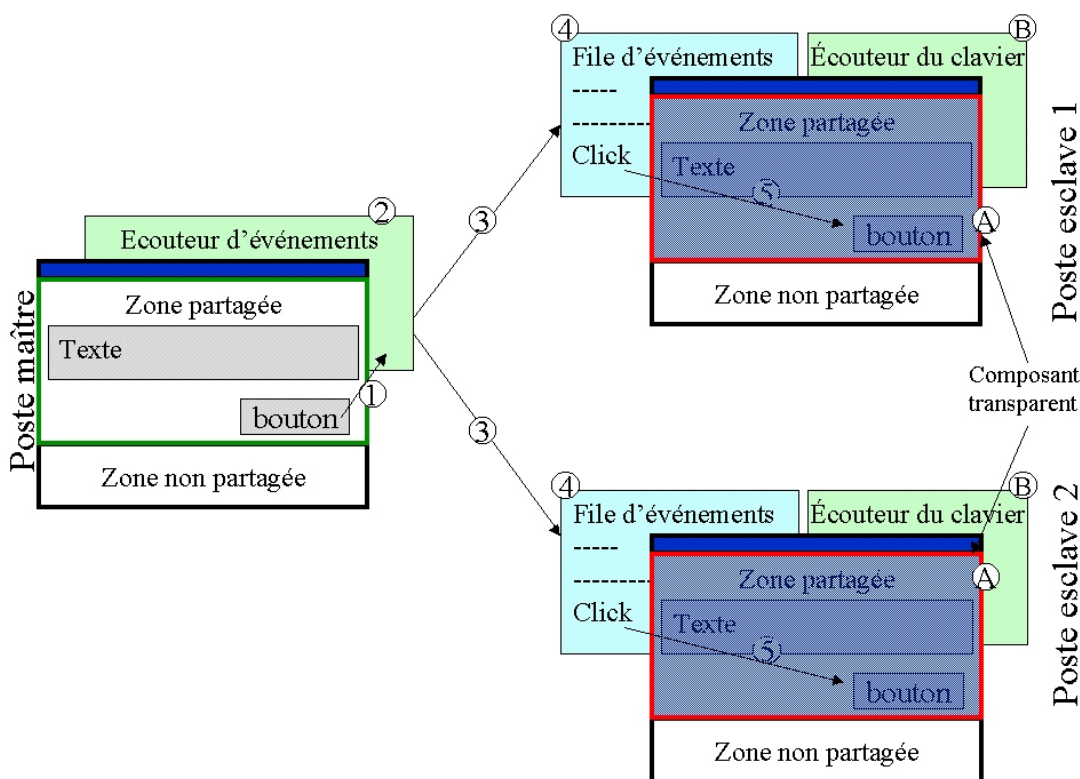 Poste maître
2
Ecouteur d'événements
Zone partagée
Texte
1
bouton
Zone non partagée
3
3
Poste esclave 1
4
B
File d'événements
Écouteur du clavier
-----
---------
Zone partagée
Click
Texte
5
A
bouton
Zone non partagée
Composant
transparent
Poste esclave 2
4
B
File d'événements
Écouteur du clavier
-----
---------
Zone partagée
A
Click
Texte
5
bouton
Zone non partagée